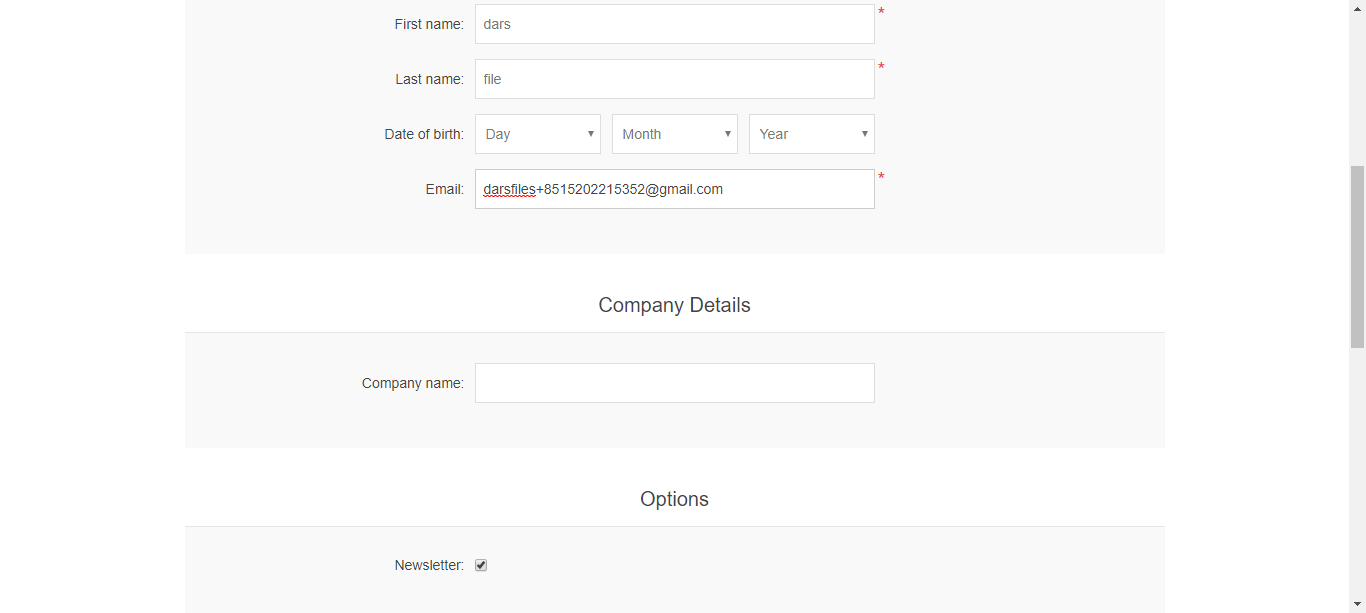 First name: dars *
Last name: file *
Date of birth: Day Month Year
Email: darsfiles+8515202215352@gmail.com *
Company Details
Company name:
Options
Newsletter: